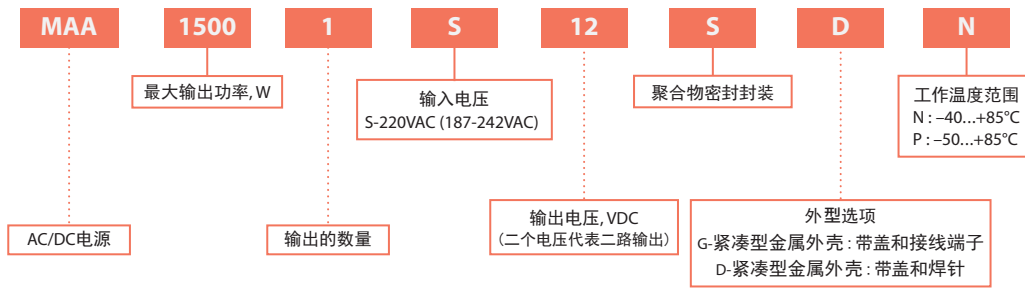 MAA 1500 1 S 12 S D N
最大输出功率, W
输入电压
S-220VAC (187-242VAC)
聚合物密封封装
工作温度范围
N : –40...+85°C
P : –50...+85°C
AC/DC电源
输出的数量
输出电压, VDC
(二个电压代表二路输出)
外型选项
G-紧凑型金属外壳 : 带盖和接线端子
D-紧凑型金属外壳 : 带盖和焊针